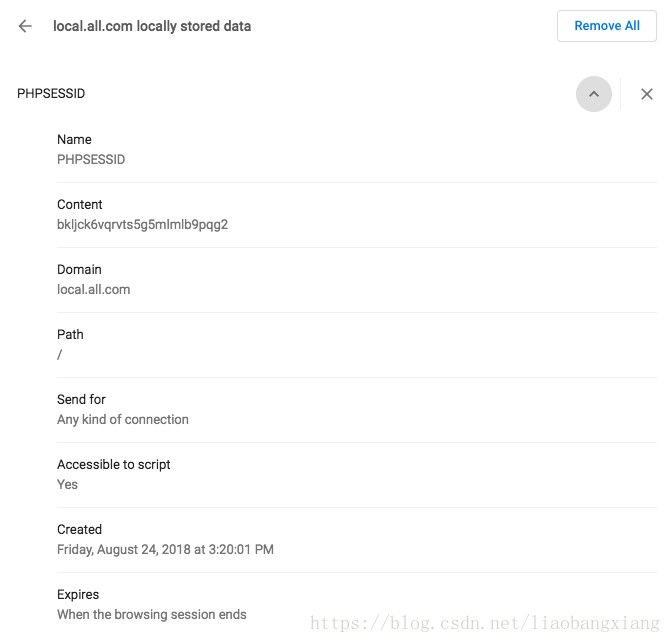 local.all.com locally stored data
Remove All
PHPSESSID
Name
PHPSESSID
Content
bkljck6vqrvts5g5mlmlb9pqg2
Domain
local.all.com
Path
/
Send for
Any kind of connection
Accessible to script
Yes
Created
Friday, August 24, 2018 at 3:20:01 PM
Expires
When the browsing session ends
https://blog.csdn.net/liaobangxiang